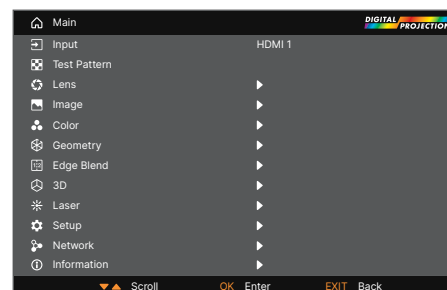 Main
DIGITAL PROJECTION
Input HDMI 1
Test Pattern
Lens
Image
Color
Geometry
Edge Blend
3D
Laser
Setup
Network
Information
Scroll OK Enter EXIT Back